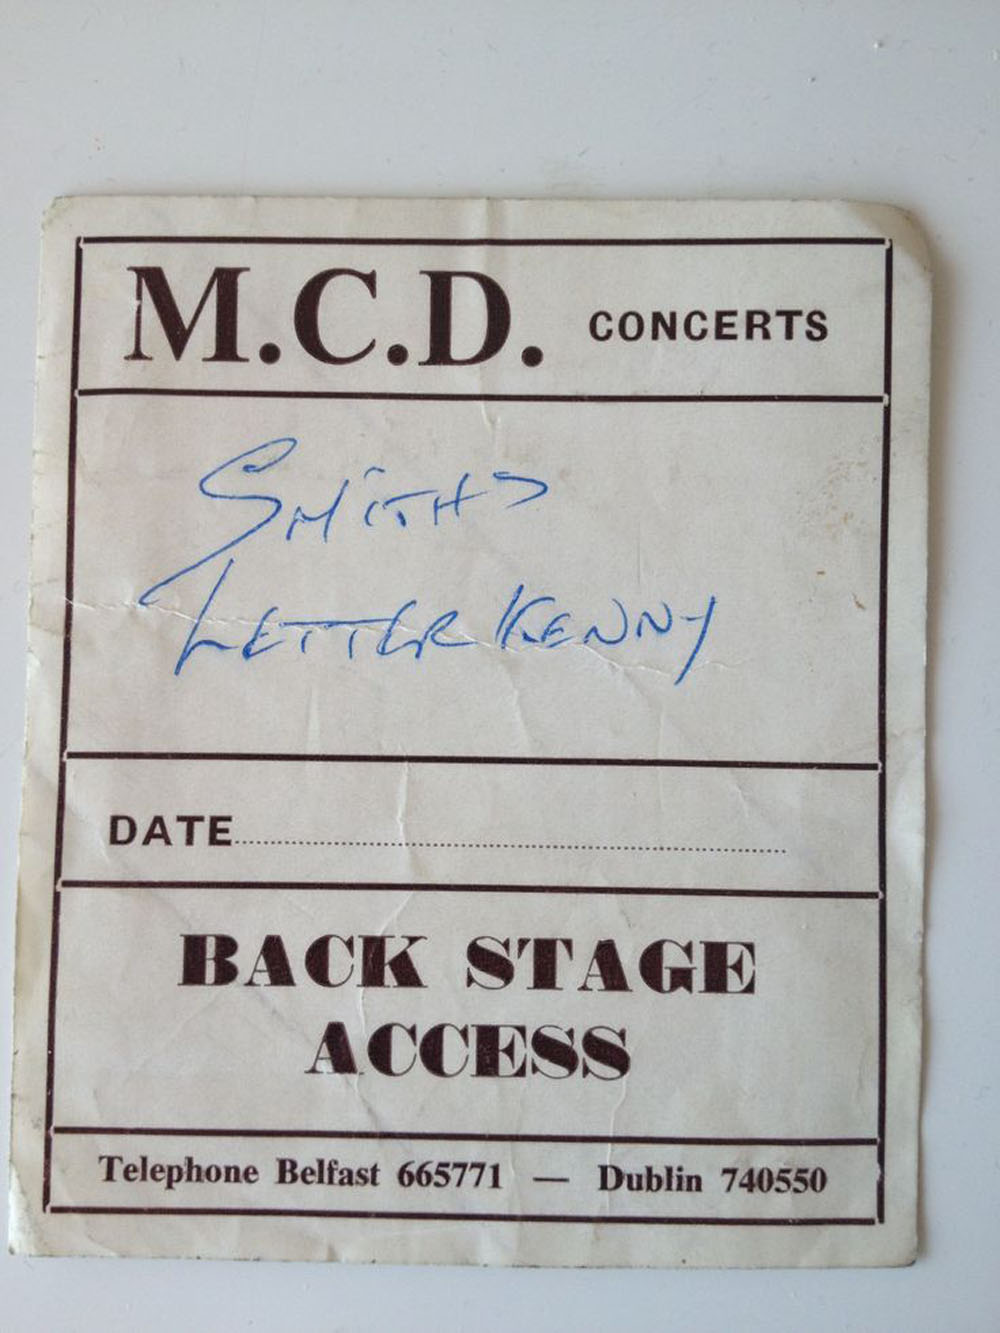 M.C.D. CONCERTS
SMITHS
LETTERKENNY
DATE
BACK STAGE
ACCESS
Telephone Belfast 665771 — Dublin 740550